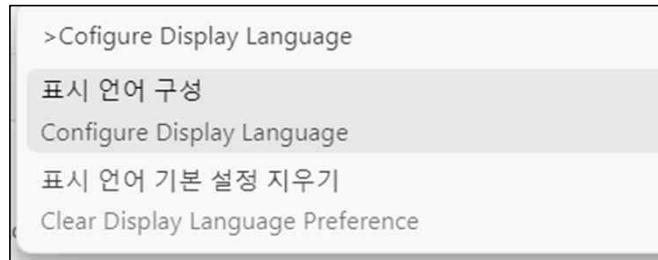 >Cofigure Display Language
표시 언어 구성
Configure Display Language
표시 언어 기본 설정 지우기
Clear Display Language Preference